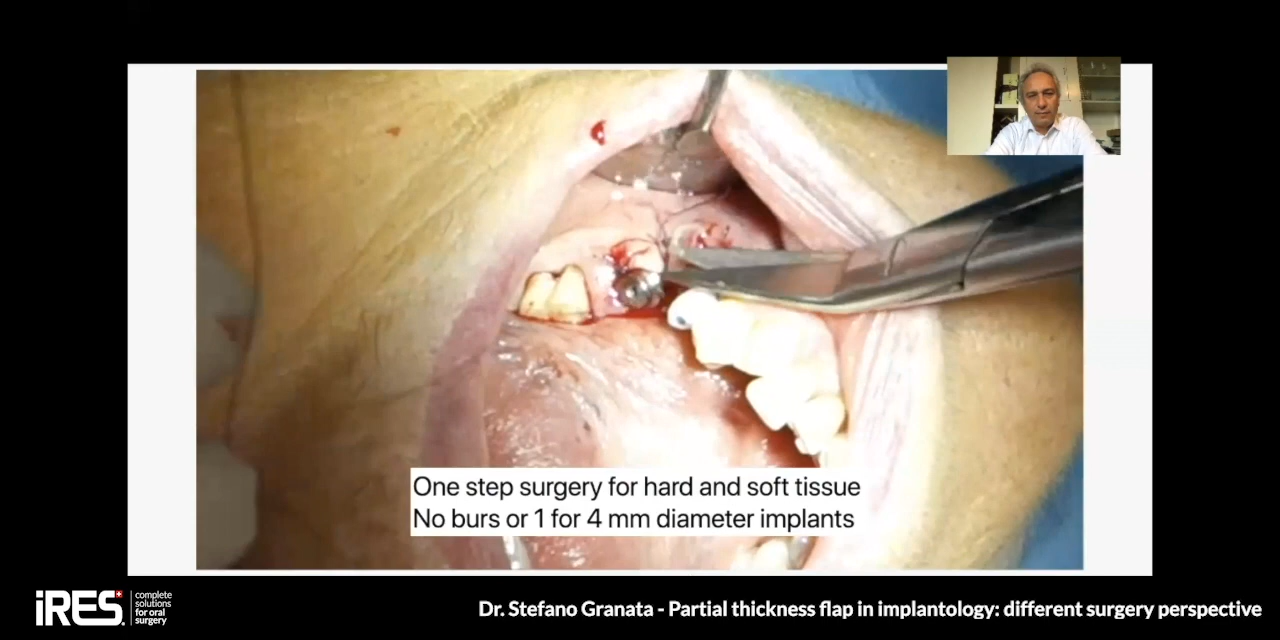 One step surgery for hard and soft tissue
No burs or 1 for 4 mm diameter implants
iRES
complete
solutions
for oral
surgery
Dr. Stefano Granata - Partial thickness flap in implantology: different surgery perspective